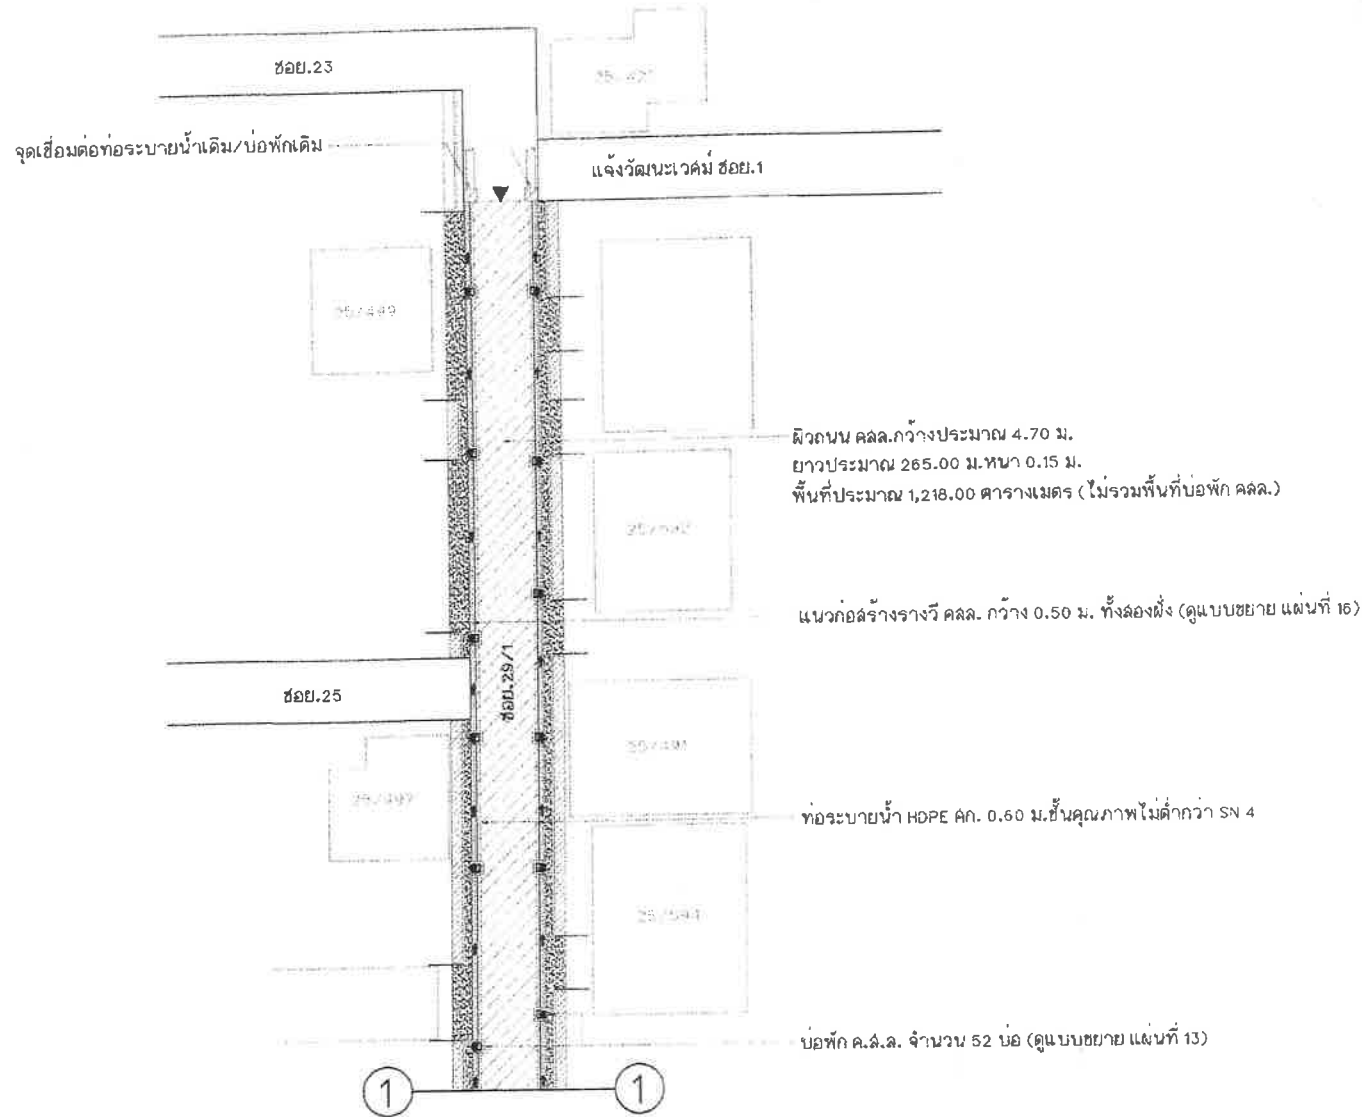 ซอย.23
จุดเชื่อมต่อท่อระบายน้ำเดิม/บ่อพักเดิม
แจ้งวัฒนะเวศม์ ซอย.1
25/499
ผิวถนน คสล.กว้างประมาณ 4.70 ม.
ยาวประมาณ 265.00 ม.หนา 0.15 ม.
พื้นที่ประมาณ 1,218.00 ตารางเมตร (ไม่รวมพื้นที่บ่อพัก คสล.)
แนวก่อสร้างรางวี คสล. กว้าง 0.50 ม. ทั้งสองฝั่ง (ดูแบบขยาย แผ่นที่ 16)
ซอย.29/1
ซอย.25
25/491
25/497
ท่อระบายน้ำ HDPE ศก. 0.60 ม.ชั้นคุณภาพไม่ต่ำกว่า SN 4
บ่อพัก ค.ส.ล. จำนวน 52 บ่อ (ดูแบบขยาย แผ่นที่ 13)
1
1